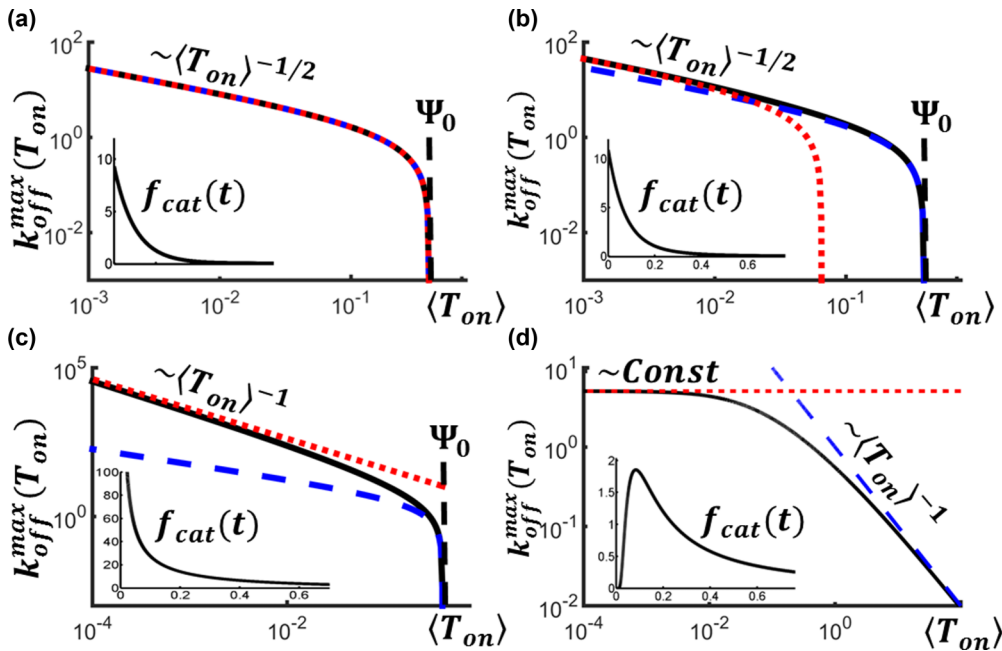 (a)
k_off^max(T_on)
10^2
10^0
10^-2
~⟨T_on⟩^-1/2
Ψ_0
10
5
0
f_cat(t)
10^-3
10^-2
10^-1
⟨T_on⟩
(b)
k_off^max(T_on)
10^2
10^0
10^-2
~⟨T_on⟩^-1/2
Ψ_0
10
5
0
f_cat(t)
0
0.2
0.4
0.6
10^-3
10^-2
10^-1
⟨T_on⟩
(c)
k_off^max(T_on)
10^5
10^0
~⟨T_on⟩^-1
Ψ_0
100
80
60
40
20
0
f_cat(t)
0
0.2
0.4
0.6
10^-4
10^-2
⟨T_on⟩
(d)
k_off^max(T_on)
10^1
10^0
10^-1
10^-2
~Const
~⟨T_on⟩^-1
2
1.5
1
0.5
0
f_cat(t)
0
0.2
0.4
0.6
10^-4
10^-2
10^0
⟨T_on⟩